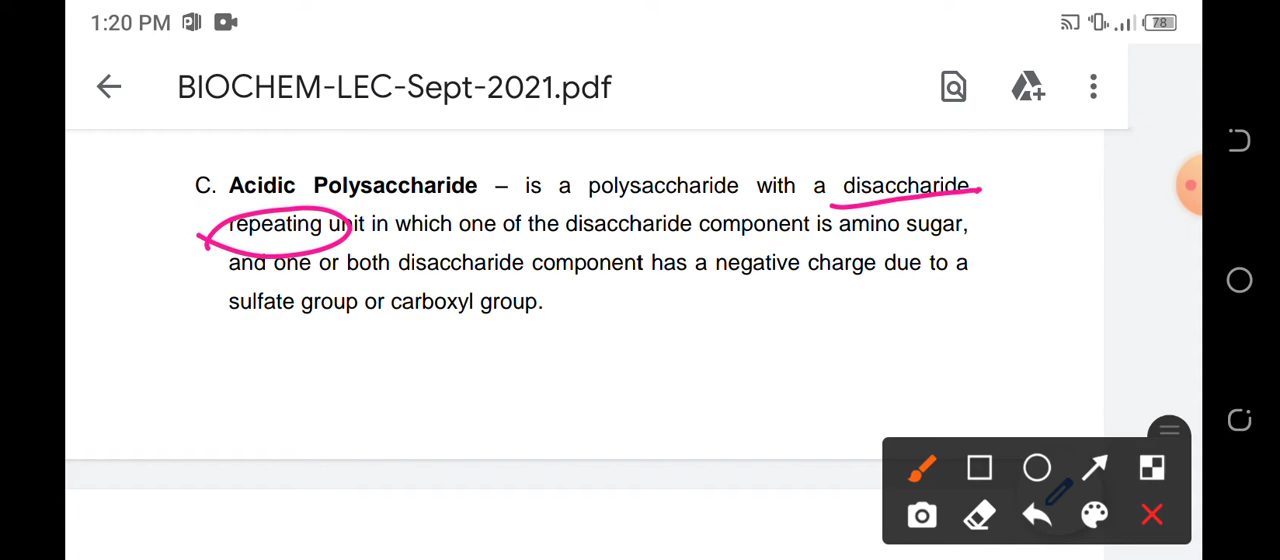 1:20 PM
78
BIOCHEM-LEC-Sept-2021.pdf
C. Acidic Polysaccharide – is a polysaccharide with a disaccharide
repeating unit in which one of the disaccharide component is amino sugar,
and one or both disaccharide component has a negative charge due to a
sulfate group or carboxyl group.